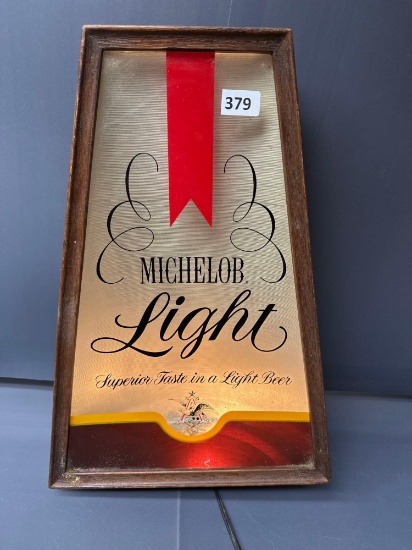 379
MICHELOB.
Light
Superior Taste in a Light Beer